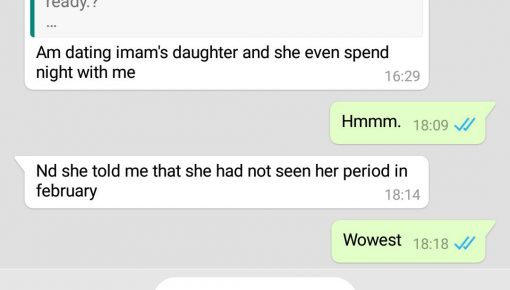 ready.?
...
Am dating imam's daughter and she even spend
night with me
16:29
Hmmm.
18:09
Nd she told me that she had not seen her period in
february
18:14
Wowest
18:18